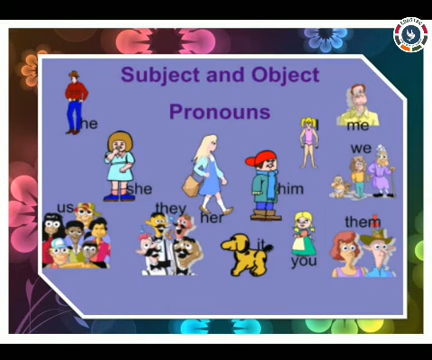 Subject and Object
Pronouns
he
me
we
she
him
us
they
her
them
it
you